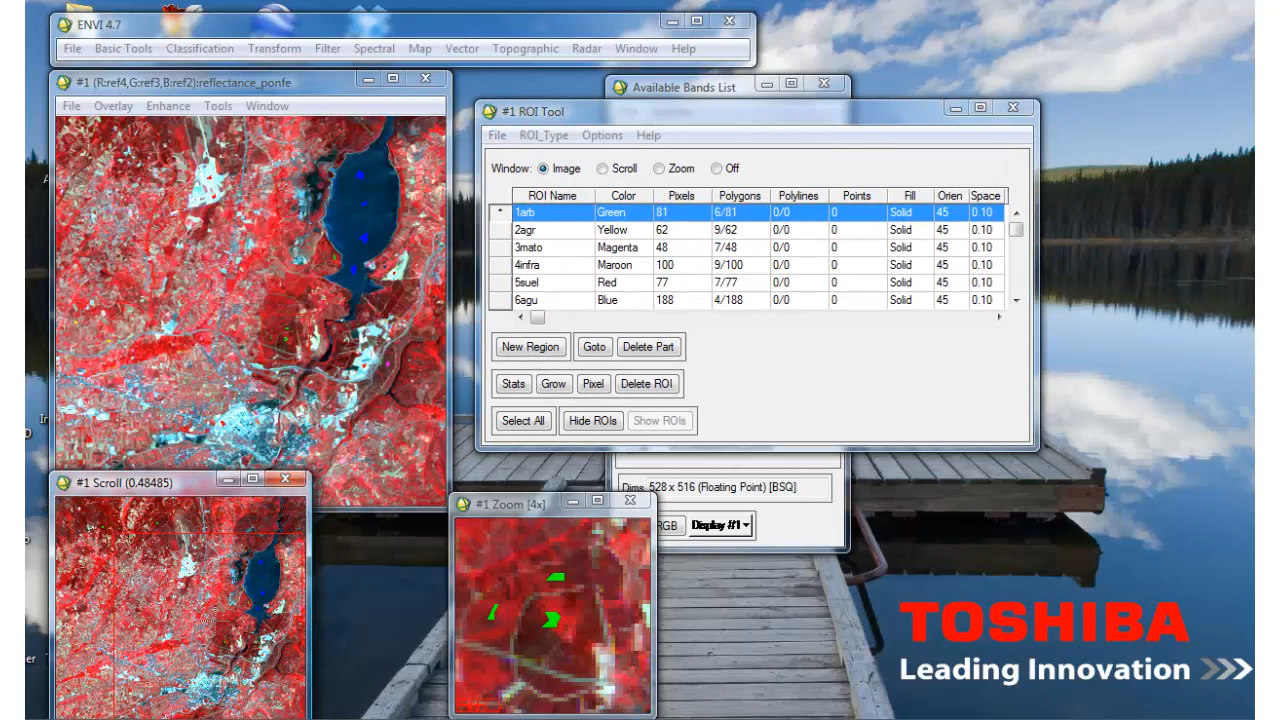 ENVI 4.7
File Basic Tools Classification Transform Filter Spectral Map Vector Topographic Radar Window Help
#1 (R:ref4,G:ref3,B:ref2):reflectance_ponfe
File Overlay Enhance Tools Window
Available Bands List
#1 ROI Tool
File ROI_Type Options Help
Window: Image Scroll Zoom Off
ROI Name Color Pixels Polygons Polylines Points Fill Orien Space
* 1arb Green 81 6/81 0/0 0 Solid 45 0.10
2agr Yellow 62 9/62 0/0 0 Solid 45 0.10
3mato Magenta 48 7/48 0/0 0 Solid 45 0.10
4infra Maroon 100 9/100 0/0 0 Solid 45 0.10
5suel Red 77 7/77 0/0 0 Solid 45 0.10
6agu Blue 188 4/188 0/0 0 Solid 45 0.10
New Region Goto Delete Part
Stats Grow Pixel Delete ROI
Select All Hide ROIs Show ROIs
Dims 528 x 516 (Floating Point) [BSQ]
RGB Display #1
#1 Scroll (0.48485)
#1 Zoom [4x]
TOSHIBA
Leading Innovation >>>